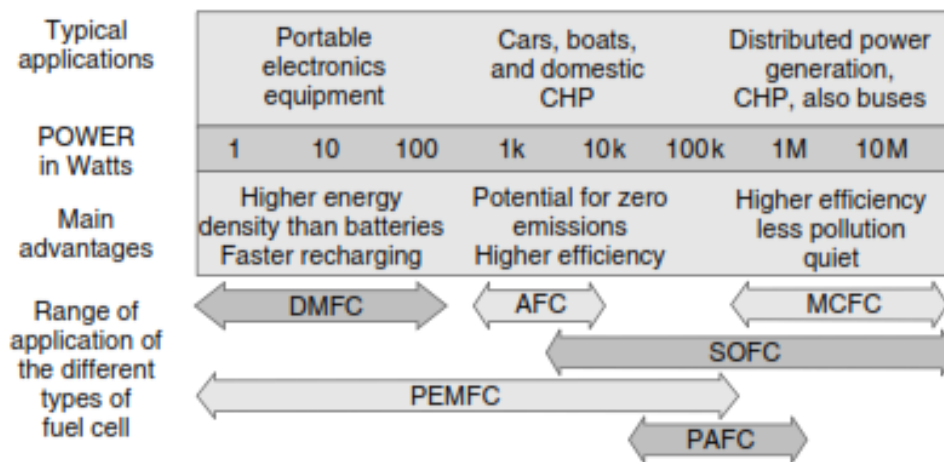 Typical
applications
Portable
electronics
equipment
Cars, boats,
and domestic
CHP
Distributed power
generation,
CHP, also buses
POWER
in Watts
1 10 100 1k 10k 100k 1M 10M
Main
advantages
Higher energy
density than batteries
Faster recharging
Potential for zero
emissions
Higher efficiency
Higher efficiency
less pollution
quiet
Range of
application of
the different
types of
fuel cell
DMFC AFC MCFC
SOFC
PEMFC
PAFC